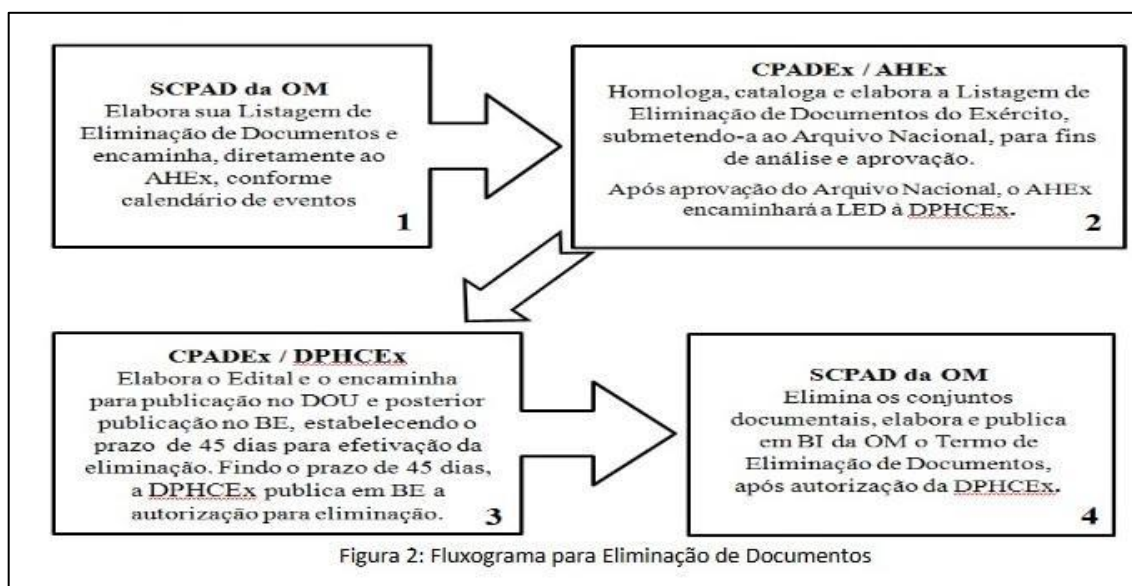 SCPAD da OM
Elabora sua Listagem de
Eliminação de Documentos e
encaminha, diretamente ao
AHEx, conforme
calendário de eventos
1
CPADEx / AHEx
Homologa, cataloga e elabora a Listagem de
Eliminação de Documentos do Exército,
submetendo-a ao Arquivo Nacional, para fins
de análise e aprovação.
Após aprovação do Arquivo Nacional, o AHEx
encaminhará a LED à DPHCEx.
2
CPADEx / DPHCEx
Elabora o Edital e o encaminha
para publicação no DOU e posterior
publicação no BE, estabelecendo o
prazo de 45 dias para efetivação da
eliminação. Findo o prazo de 45 dias,
a DPHCEx publica em BE a
autorização para eliminação.
3
SCPAD da OM
Elimina os conjuntos
documentais, elabora e publica
em BI da OM o Termo de
Eliminação de Documentos,
após autorização da DPHCEx.
4
Figura 2: Fluxograma para Eliminação de Documentos